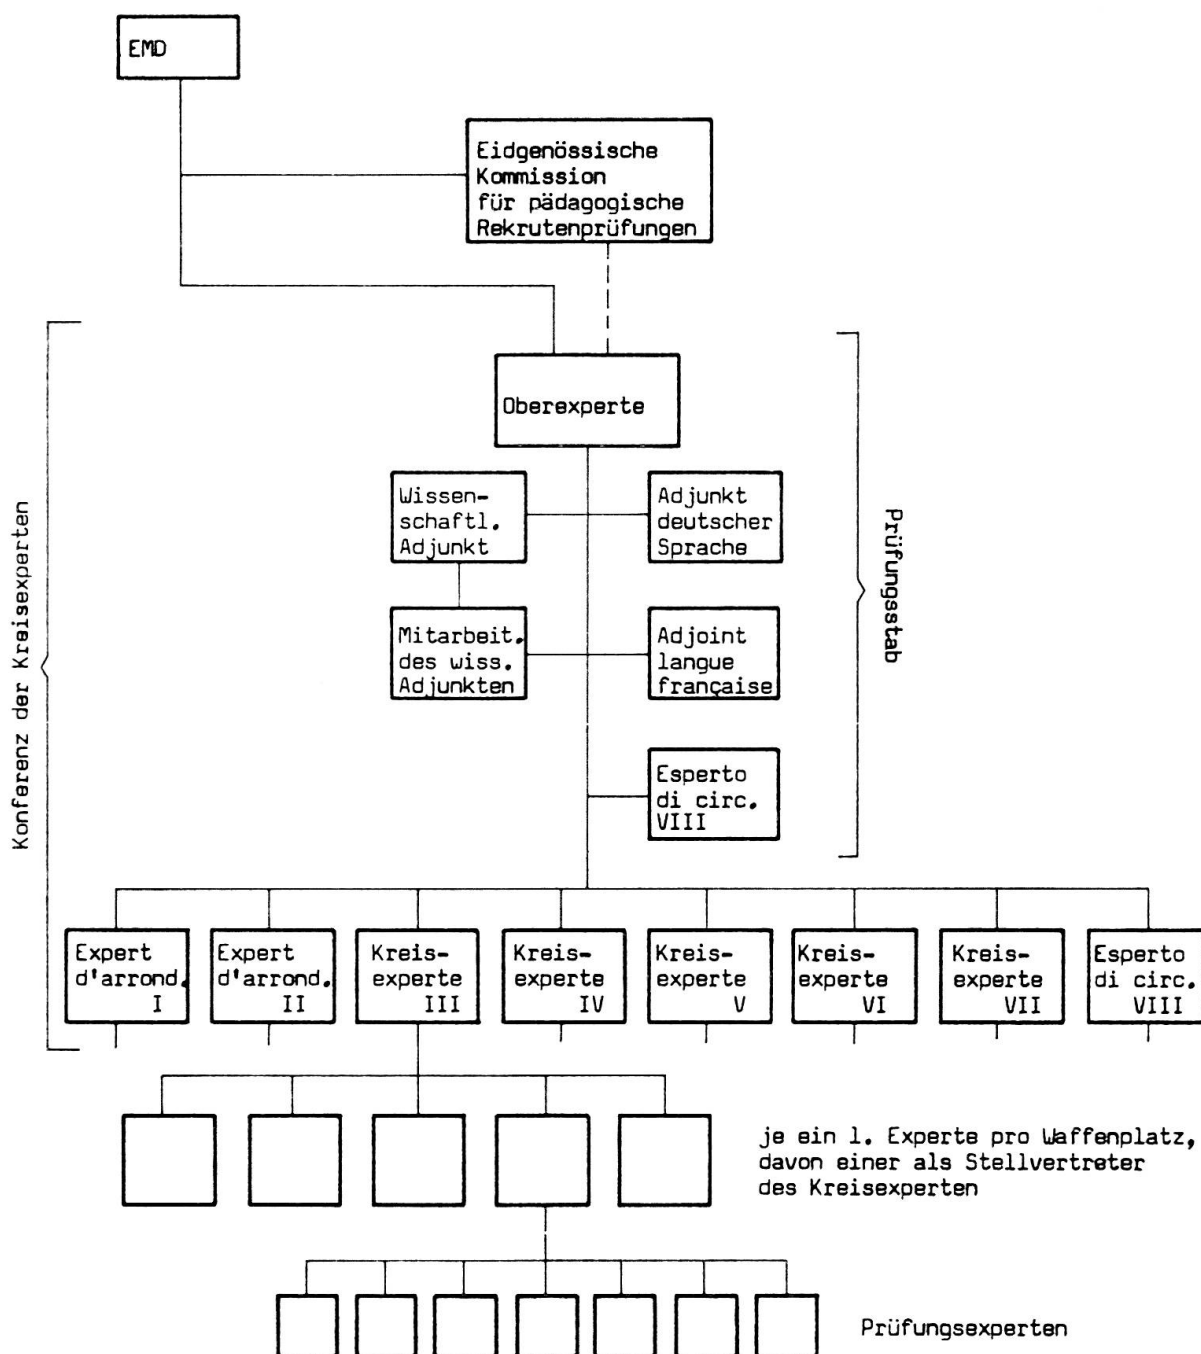 EMD
Eidgenössische
Kommission
für pädagogische
Rekrutenprüfungen
Oberexperte
Wissen-
schaftl.
Adjunkt
Adjunkt
deutscher
Sprache
Mitarbeit.
des wiss.
Adjunkten
Adjoint
langue
française
Esperto
di circ.
VIII
Konferenz der Kreisexperten
Prüfungsstab
Expert
d'arrond.
I
Expert
d'arrond.
II
Kreis-
experte
III
Kreis-
experte
IV
Kreis-
experte
V
Kreis-
experte
VI
Kreis-
experte
VII
Esperto
di circ.
VIII
je ein l. Experte pro Waffenplatz,
davon einer als Stellvertreter
des Kreisexperten
Prüfungsexperten